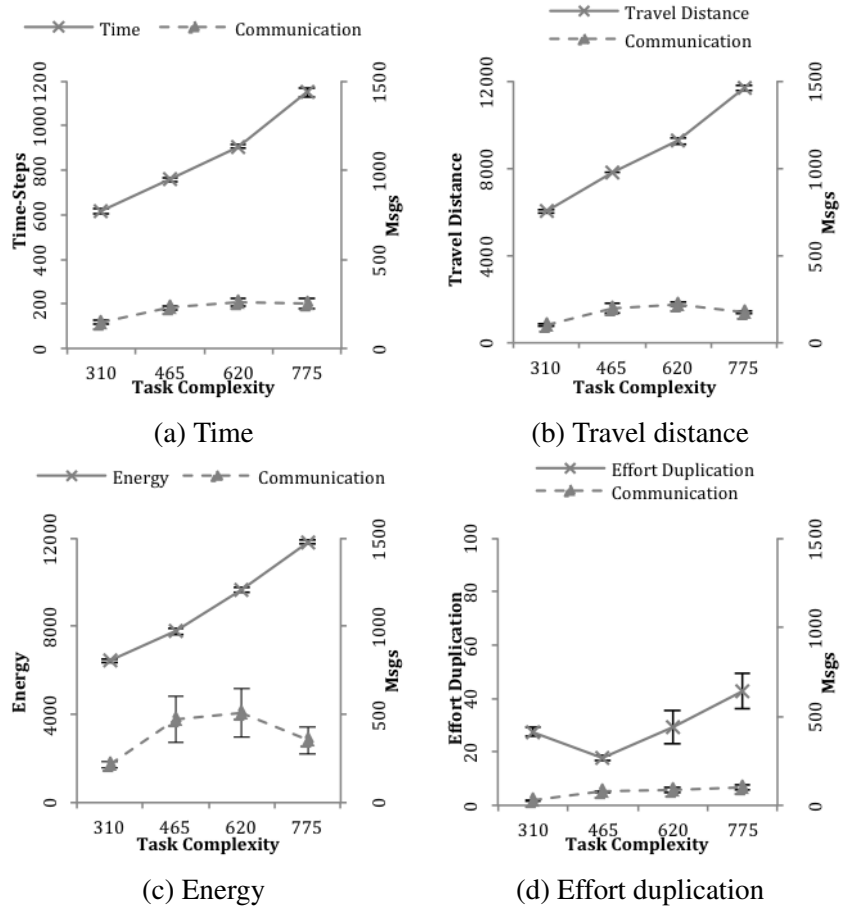 Time Communication
1200
1000
800
600
400
200
0
Time-Steps
1500
1000
500
0
Msgs
310 465 620 775
Task Complexity
(a) Time
Travel Distance
Communication
12000
8000
4000
0
Travel Distance
1500
1000
500
0
Msgs
310 465 620 775
Task Complexity
(b) Travel distance
Energy Communication
12000
8000
4000
0
Energy
1500
1000
500
0
Msgs
310 465 620 775
Task Complexity
(c) Energy
Effort Duplication
Communication
100
80
60
40
20
0
Effort Duplication
1500
1000
500
0
Msgs
310 465 620 775
Task Complexity
(d) Effort duplication